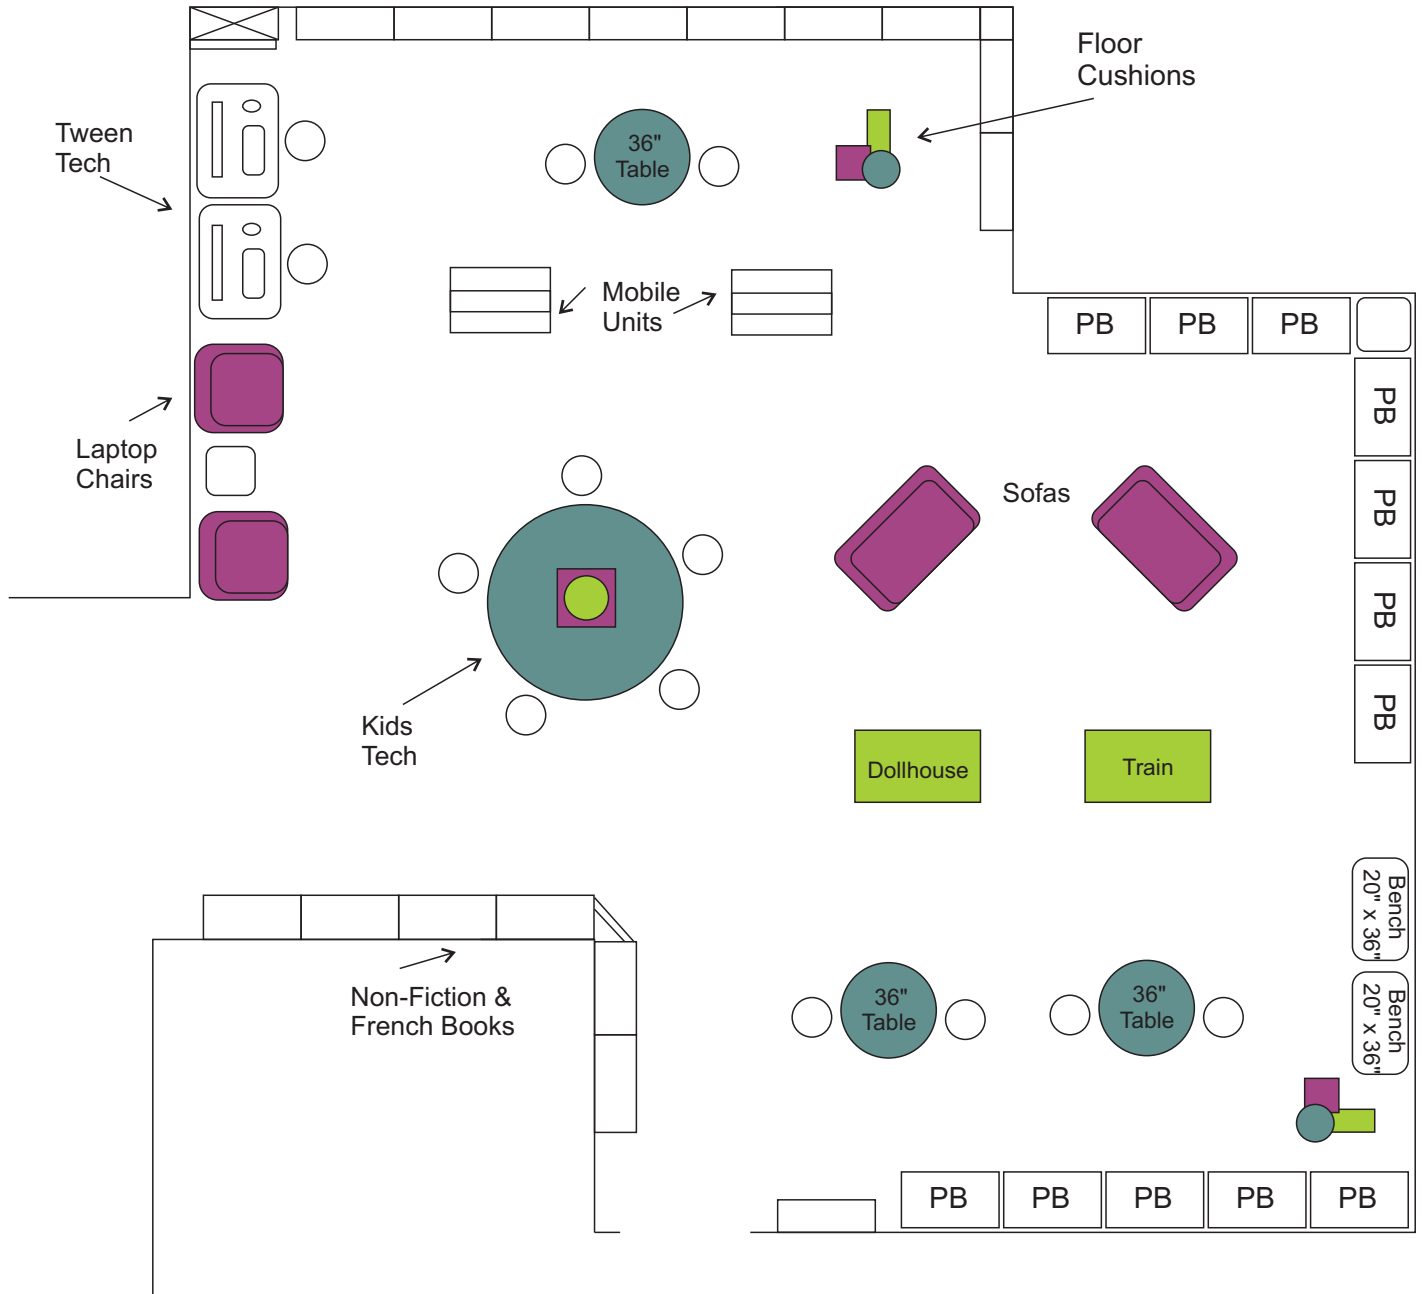 Floor
Cushions
Tween
Tech
36"
Table
Mobile
Units
PB
PB
PB
PB
PB
PB
PB
Laptop
Chairs
Sofas
Kids
Tech
Dollhouse
Train
Bench
20" x 36"
Bench
20" x 36"
Non-Fiction &
French Books
36"
Table
36"
Table
PB
PB
PB
PB
PB